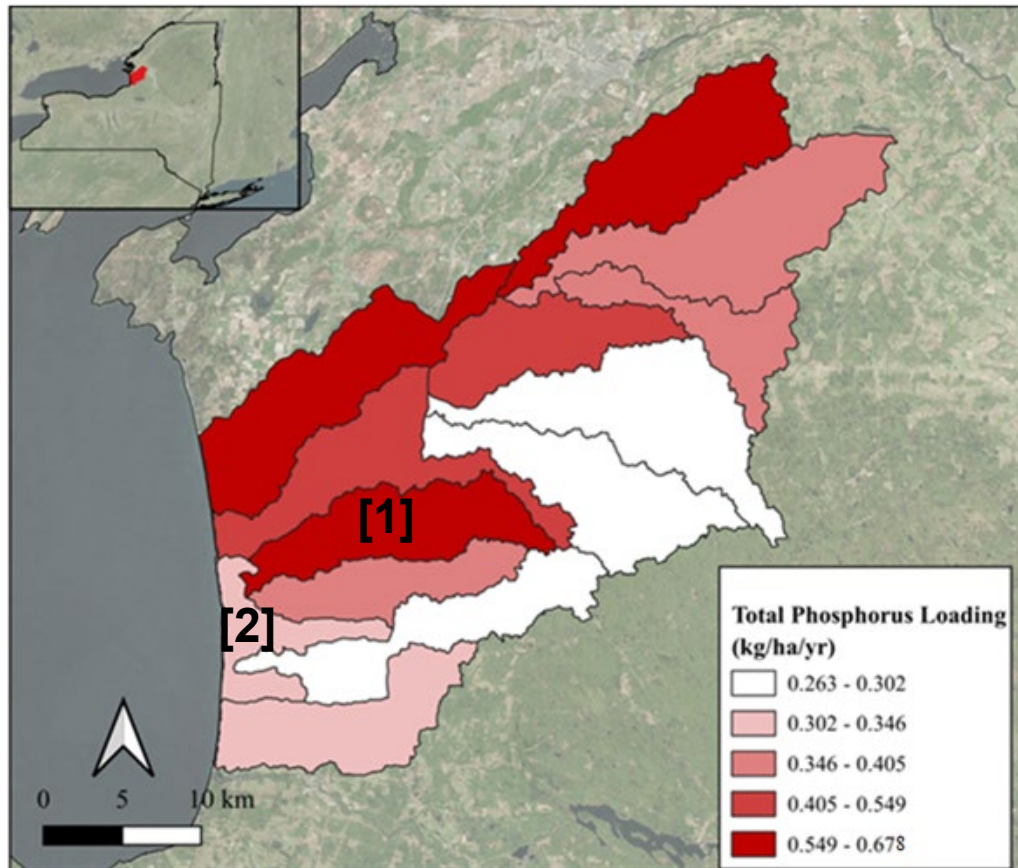 [1]
[2]
Total Phosphorus Loading
(kg/ha/yr)
0.263 - 0.302
0.302 - 0.346
0.346 - 0.405
0.405 - 0.549
0.549 - 0.678
0 5 10 km